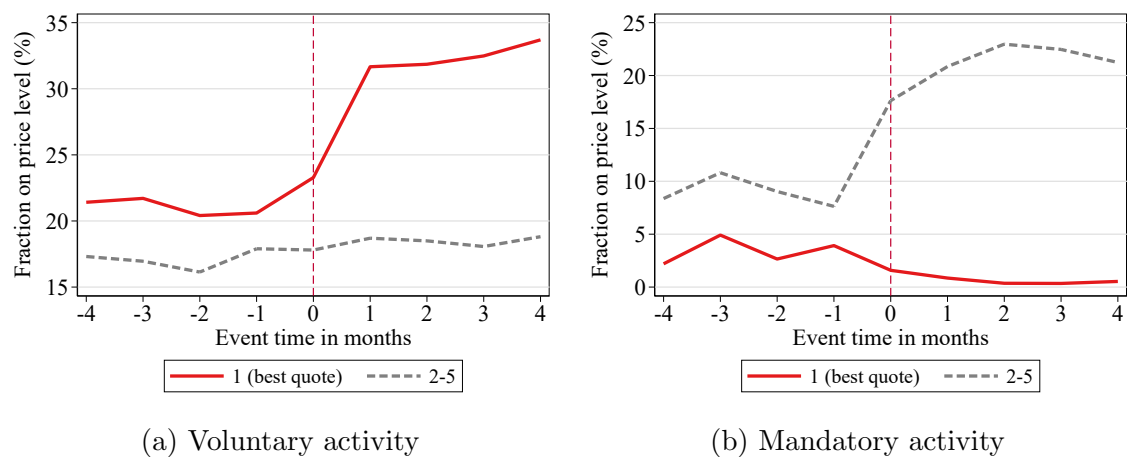 Fraction on price level (%)
35
30
25
20
15
-4 -3 -2 -1 0 1 2 3 4
Event time in months
1 (best quote) 2-5
(a) Voluntary activity
Fraction on price level (%)
25
20
15
10
5
0
-4 -3 -2 -1 0 1 2 3 4
Event time in months
1 (best quote) 2-5
(b) Mandatory activity